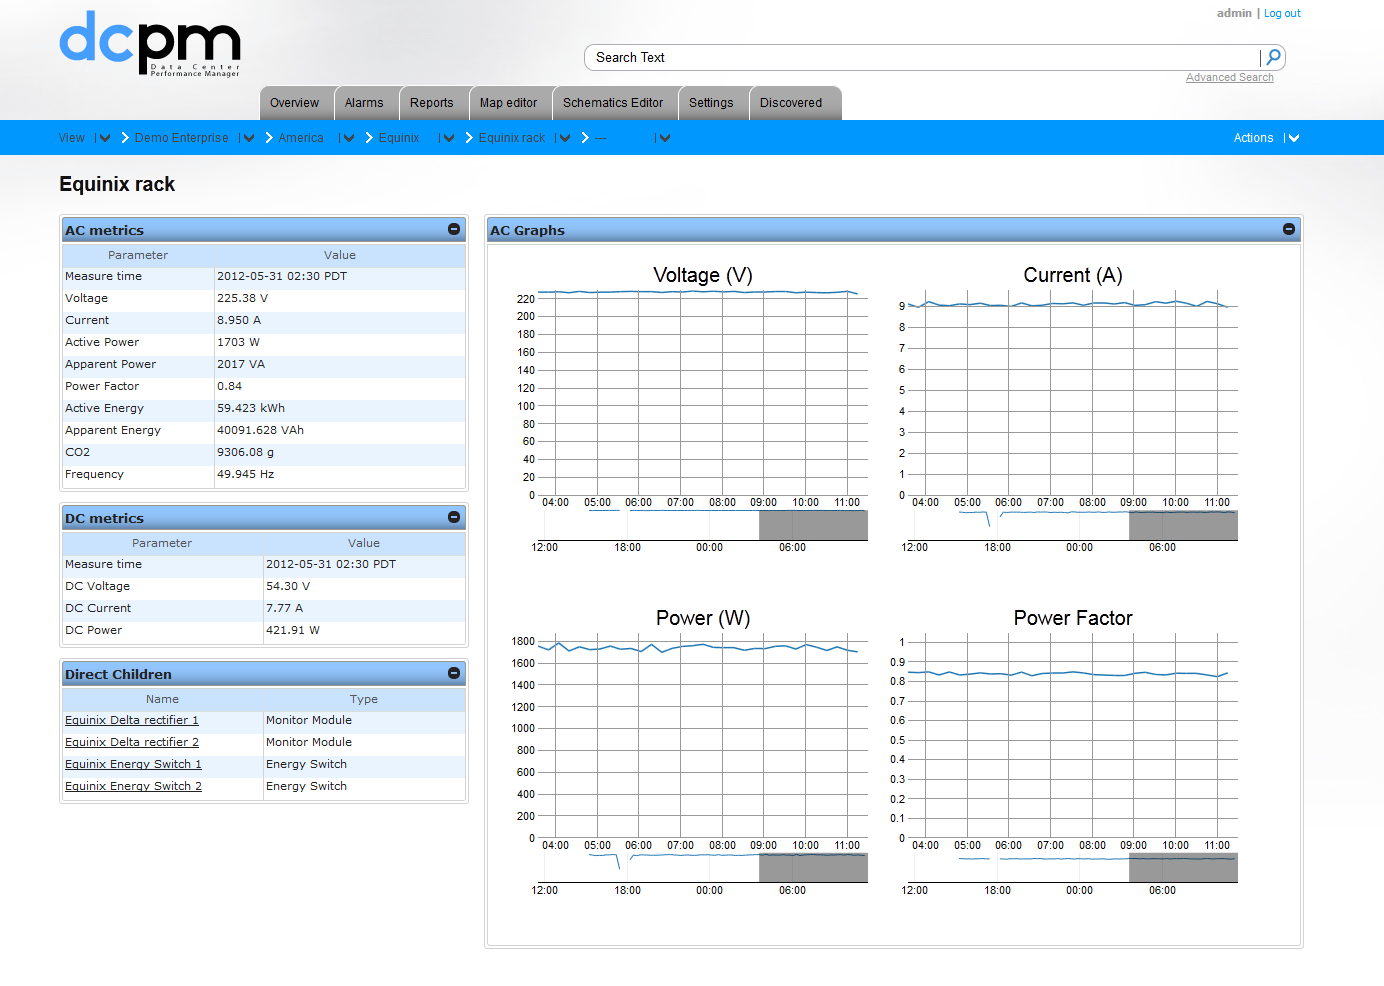 admin | Log out
dcpm
Data Center
Performance Manager
Search Text
Advanced Search
Overview Alarms Reports Map editor Schematics Editor Settings Discovered
View Demo Enterprise America Equinix Equinix rack --- Actions
Equinix rack
AC metrics
Parameter Value
Measure time 2012-05-31 02:30 PDT
Voltage 225.38 V
Current 8.950 A
Active Power 1703 W
Apparent Power 2017 VA
Power Factor 0.84
Active Energy 59.423 kWh
Apparent Energy 40091.628 VAh
CO2 9306.08 g
Frequency 49.945 Hz
DC metrics
Parameter Value
Measure time 2012-05-31 02:30 PDT
DC Voltage 54.30 V
DC Current 7.77 A
DC Power 421.91 W
Direct Children
Name Type
Equinix Delta rectifier 1 Monitor Module
Equinix Delta rectifier 2 Monitor Module
Equinix Energy Switch 1 Energy Switch
Equinix Energy Switch 2 Energy Switch
AC Graphs
Voltage (V)
220
200
180
160
140
120
100
80
60
40
20
0
04:00 05:00 06:00 07:00 08:00 09:00 10:00 11:00
12:00 18:00 00:00 06:00
Current (A)
9
8
7
6
5
4
3
2
1
0
04:00 05:00 06:00 07:00 08:00 09:00 10:00 11:00
12:00 18:00 00:00 06:00
Power (W)
1800
1600
1400
1200
1000
800
600
400
200
0
04:00 05:00 06:00 07:00 08:00 09:00 10:00 11:00
12:00 18:00 00:00 06:00
Power Factor
1
0.9
0.8
0.7
0.6
0.5
0.4
0.3
0.2
0.1
0
04:00 05:00 06:00 07:00 08:00 09:00 10:00 11:00
12:00 18:00 00:00 06:00